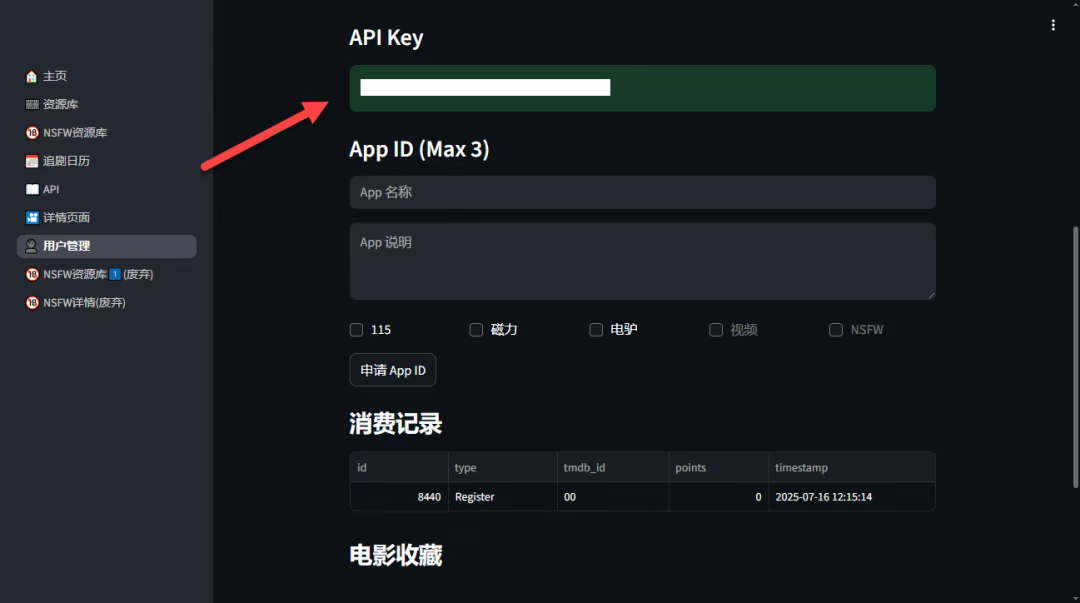 主页
资源库
NSFW资源库
追剧日历
API
详情页面
用户管理
NSFW资源库1(废弃)
NSFW详情(废弃)
API Key
App ID (Max 3)
App 名称
App 说明
115 磁力 电驴 视频 NSFW
申请 App ID
消费记录
id type tmdb_id points timestamp
8440 Register 00 0 2025-07-16 12:15:14
电影收藏